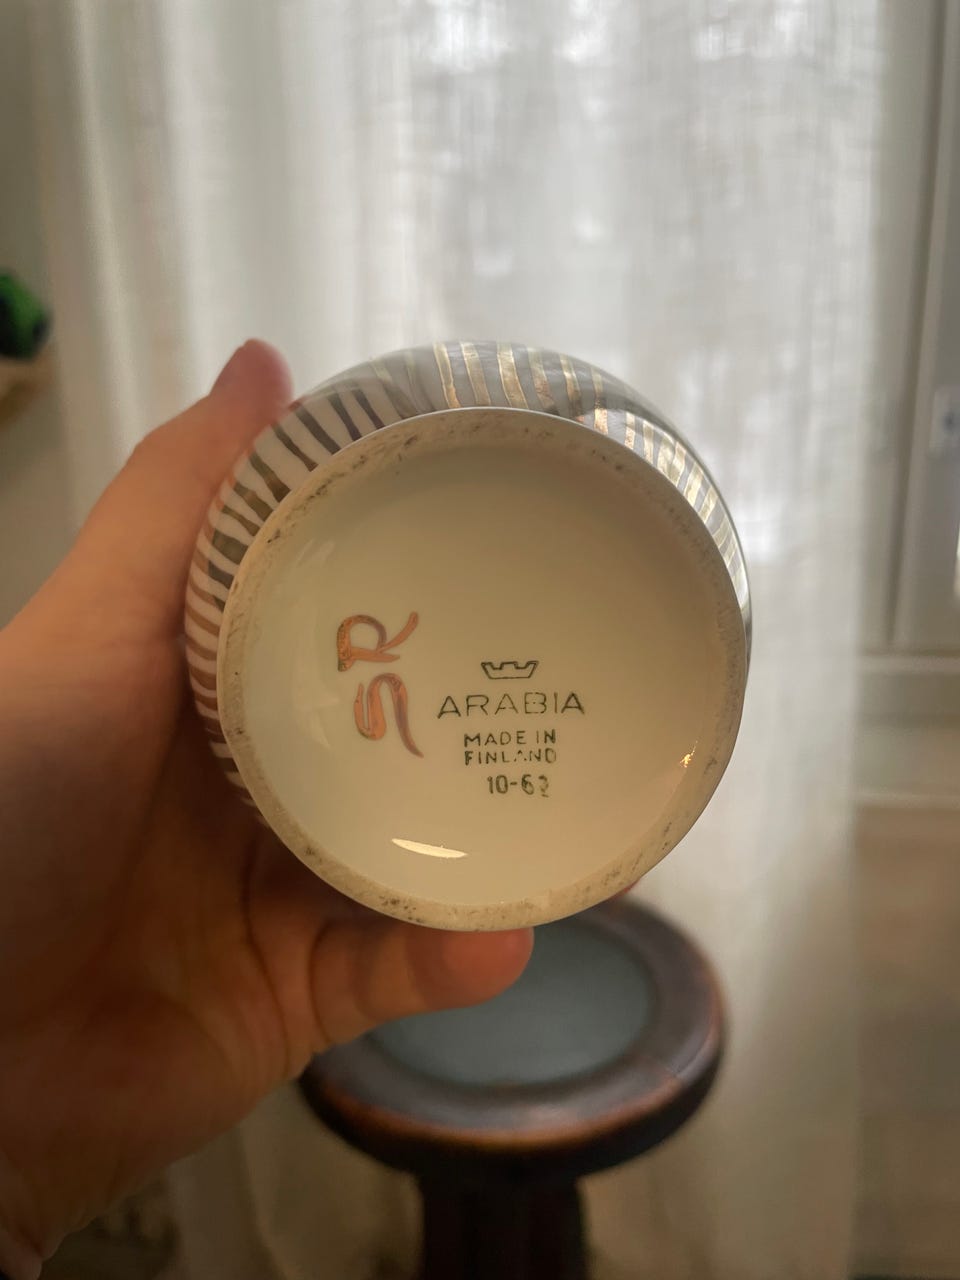 SR
ARABIA
MADE IN
FINLAND
10-62